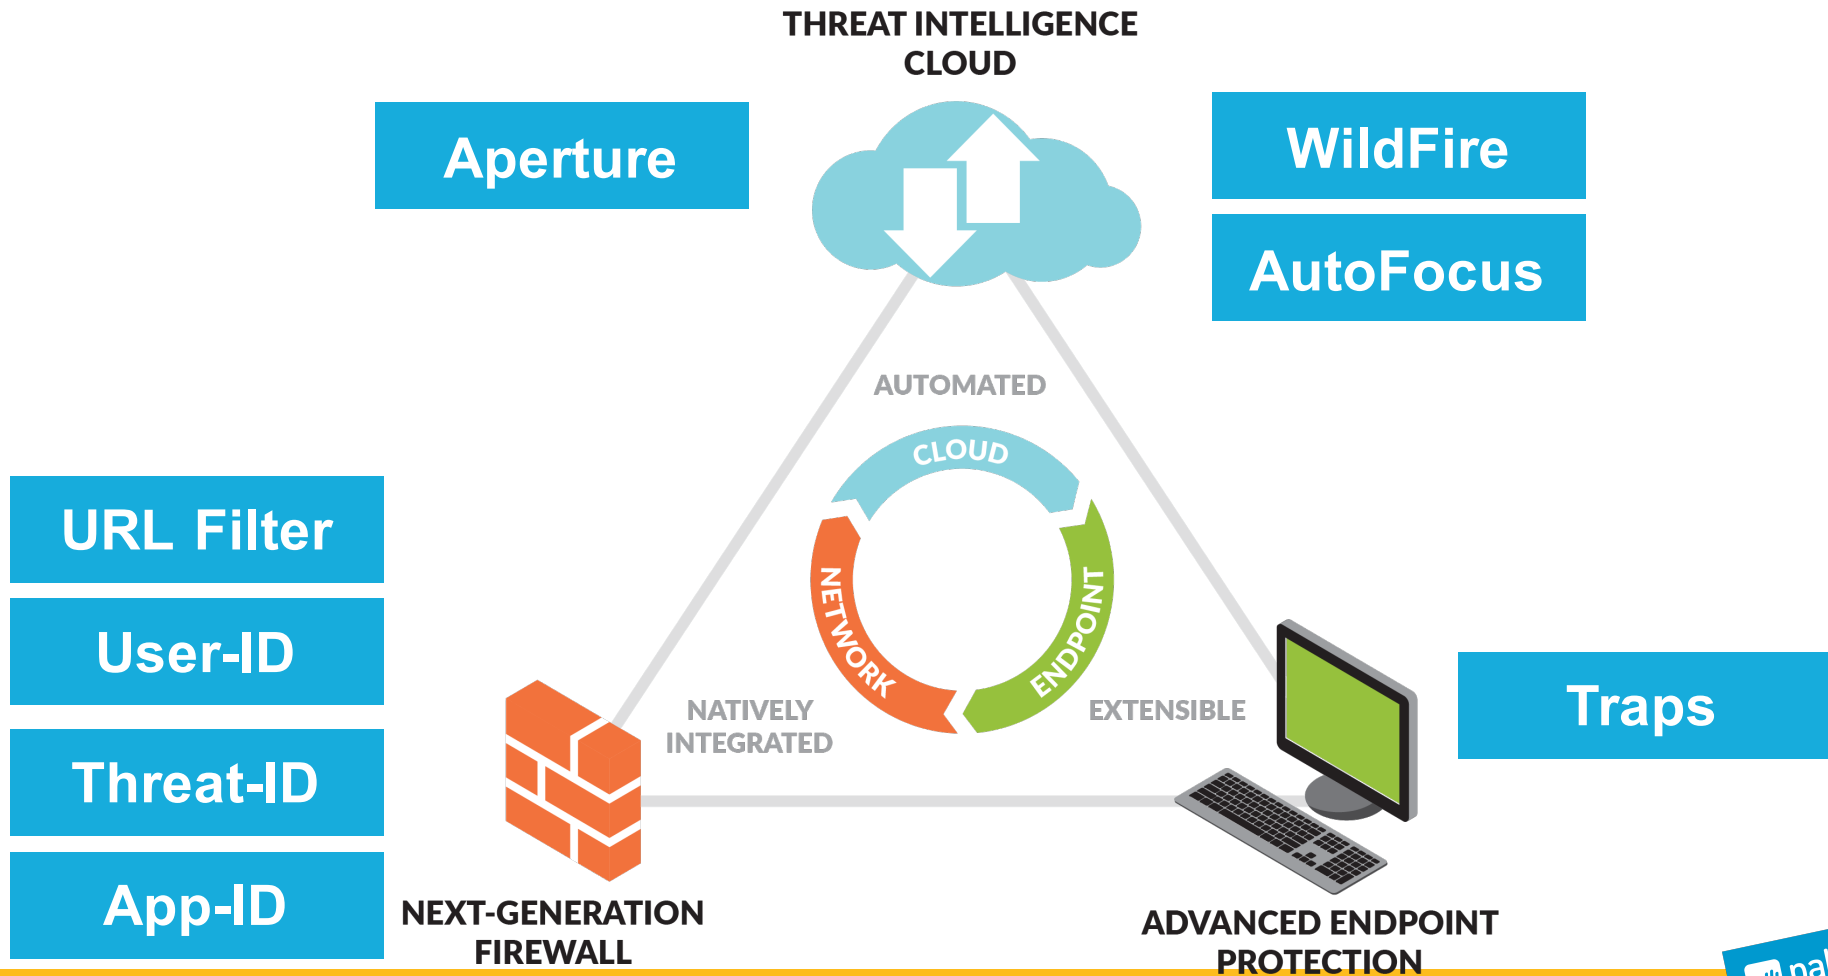 THREAT INTELLIGENCE
CLOUD
Aperture
WildFire
AutoFocus
AUTOMATED
CLOUD
NETWORK
ENDPOINT
URL Filter
User-ID
Threat-ID
App-ID
NATIVELY
INTEGRATED
EXTENSIBLE
Traps
NEXT-GENERATION
FIREWALL
ADVANCED ENDPOINT
PROTECTION